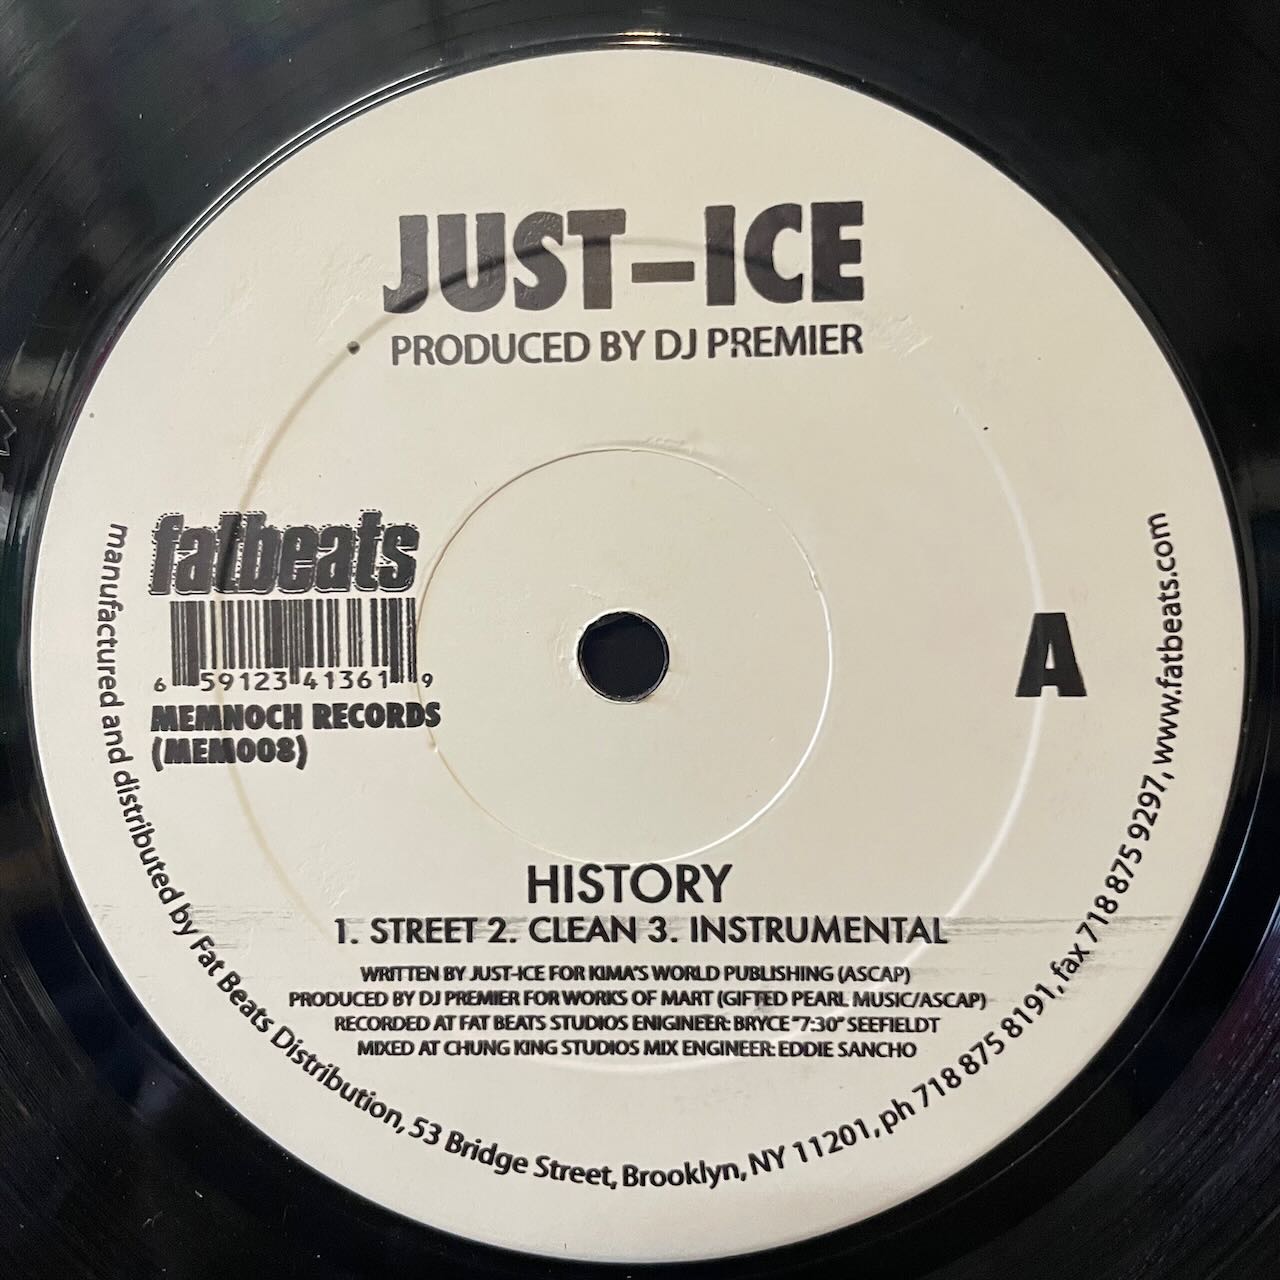 JUST-ICE
PRODUCED BY DJ PREMIER
fatbeats
6 59123 41361 9
MEMNOCH RECORDS
(MEM008)
A
HISTORY
1. STREET 2. CLEAN 3. INSTRUMENTAL
WRITTEN BY JUST-ICE FOR KIMA'S WORLD PUBLISHING (ASCAP)
PRODUCED BY DJ PREMIER FOR WORKS OF MART (GIFTED PEARL MUSIC/ASCAP)
RECORDED AT FAT BEATS STUDIOS ENIGINEER: BRYCE "7:30" SEEFIELDT
MIXED AT CHUNG KING STUDIOS MIX ENGINEER: EDDIE SANCHO
manufactured and distributed by Fat Beats Distribution, 53 Bridge Street, Brooklyn, NY 11201, ph 718 875 8191, fax 718 875 9297, www.fatbeats.com